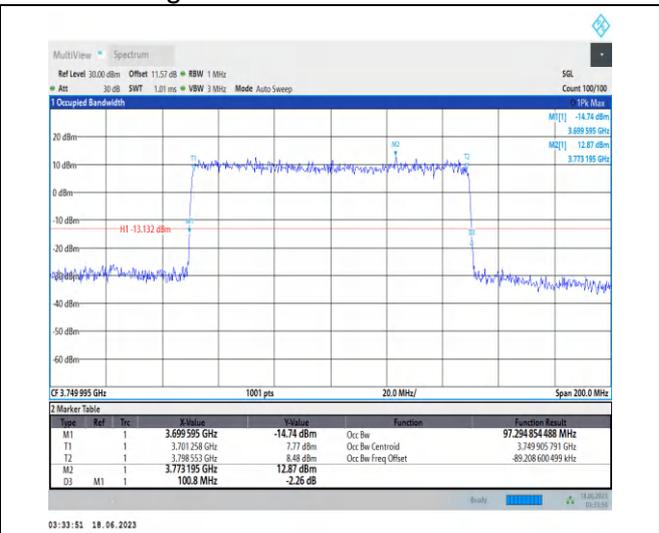 MultiView Spectrum
Ref Level 30.00 dBm Offset 11.57 dB RBW 1 MHz SGL
Att 30 dB SWT 1.01 ms VBW 3 MHz Mode Auto Sweep Count 100/100
1 Occupied Bandwidth 1Pk Max
M1[1] -14.74 dBm
3.699 595 GHz
M2[1] 12.87 dBm
3.773 195 GHz
20 dBm
M2
T1
T2
10 dBm
0 dBm
-10 dBm
H1 -13.132 dBm
-20 dBm
-40 dBm
-50 dBm
-60 dBm
CF 3.749 995 GHz 1001 pts 20.0 MHz/ Span 200.0 MHz
2 Marker Table
Type Ref Trc X-Value Y-Value Function Function Result
M1 1 3.699 595 GHz -14.74 dBm Occ Bw 97.294 854 488 MHz
T1 1 3.701 258 GHz 7.77 dBm Occ Bw Centroid 3.749 905 791 GHz
T2 1 3.798 553 GHz 8.48 dBm Occ Bw Freq Offset -89.208 600 499 kHz
M2 1 3.773 195 GHz 12.87 dBm
D3 M1 1 100.8 MHz -2.26 dB
Ready 18.06.2023
03:33:50
03:33:51 18.06.2023